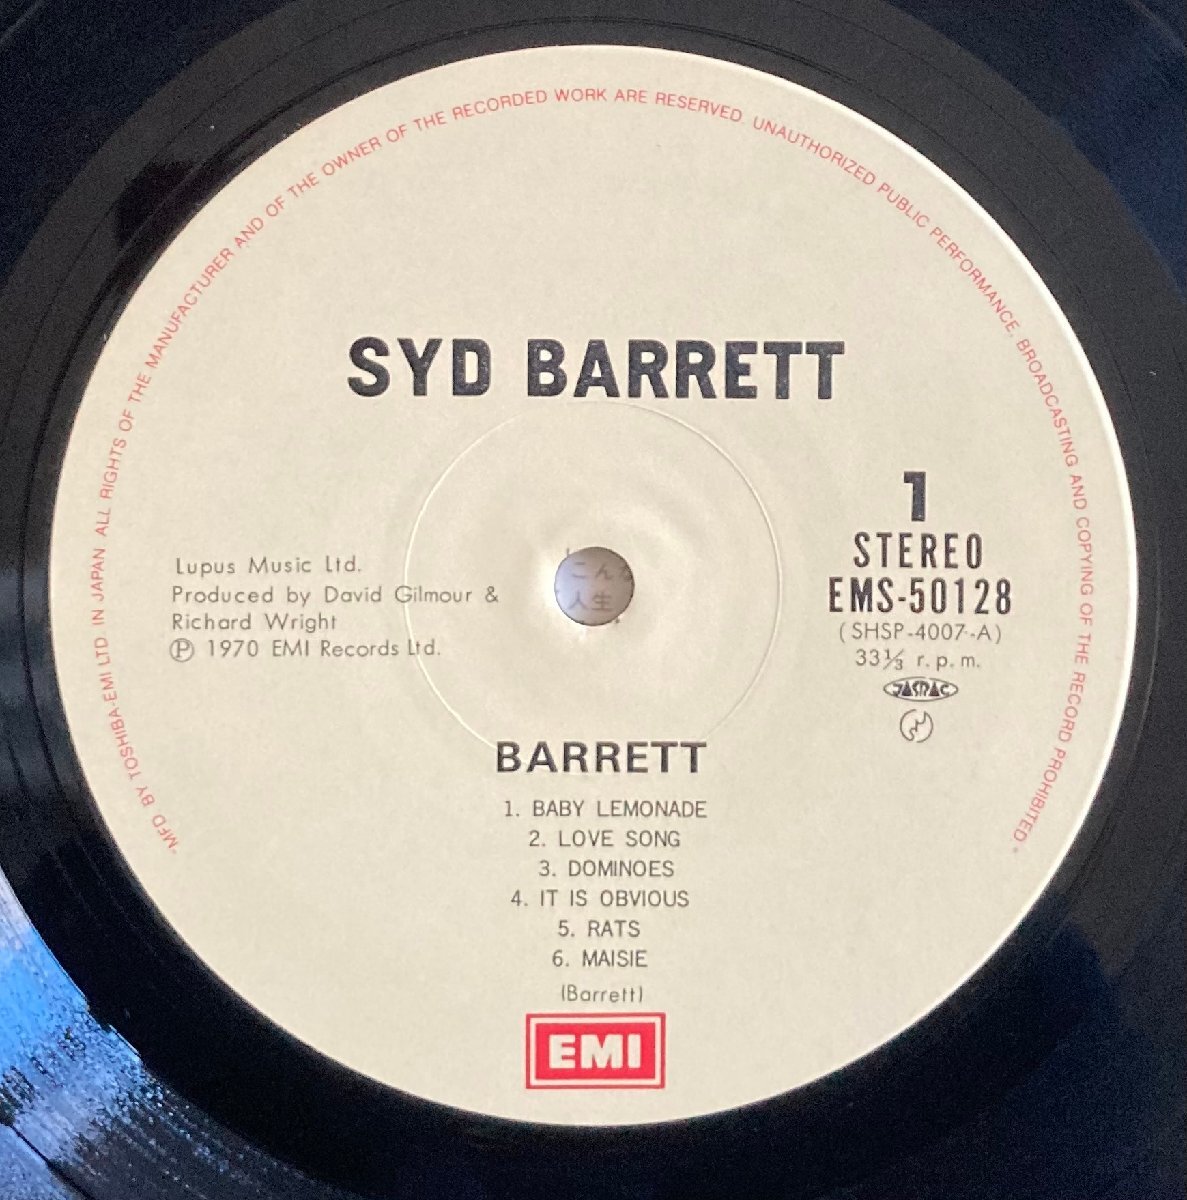 MFD BY TOSHIBA-EMI LTD IN JAPAN ALL RIGHTS OF THE MANUFACTURER AND OF THE OWNER OF THE RECORDED WORK ARE RESERVED. UNAUTHORIZED PUBLIC PERFORMANCE, BROADCASTING AND COPYING OF THE RECORD PROHIBITED
SYD BARRETT
1
STEREO
EMS-50128
(SHSP-4007-A)
33⅓ r.p.m.
JASRAC
Lupus Music Ltd.
Produced by David Gilmour &
Richard Wright
Ⓟ 1970 EMI Records Ltd.
こん
人生
BARRETT
1. BABY LEMONADE
2. LOVE SONG
3. DOMINOES
4. IT IS OBVIOUS
5. RATS
6. MAISIE
(Barrett)
EMI